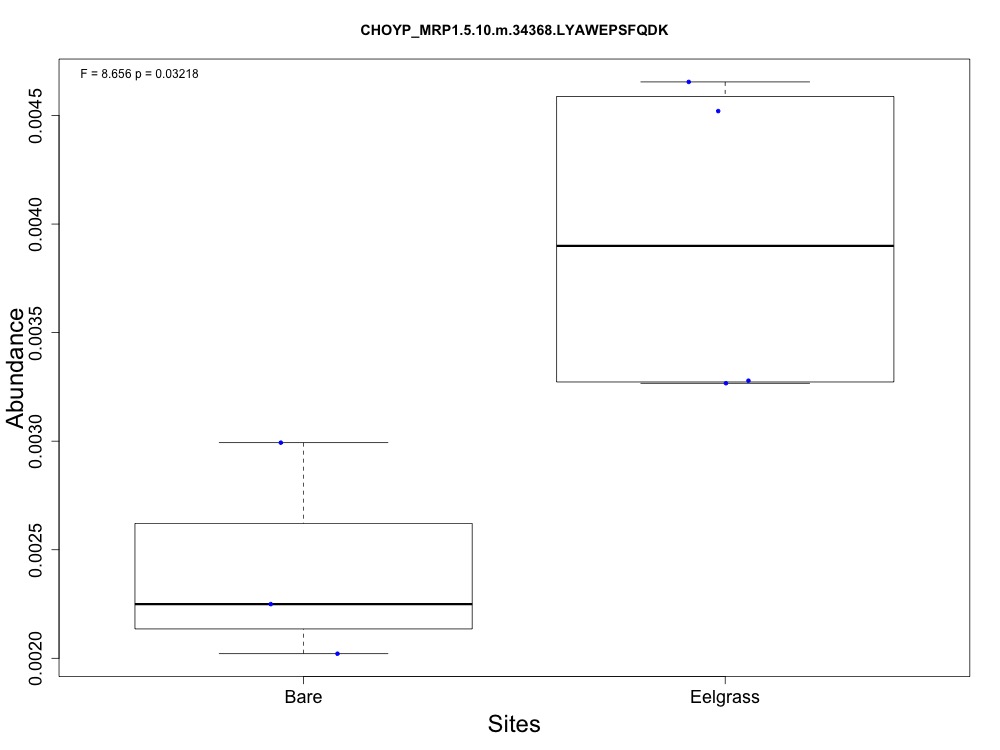 CHOYP_MRP1.5.10.m.34368.LYAWEPSFQDK
F = 8.656 p = 0.03218
Abundance
0.0045
0.0040
0.0035
0.0030
0.0025
0.0020
Bare Eelgrass
Sites